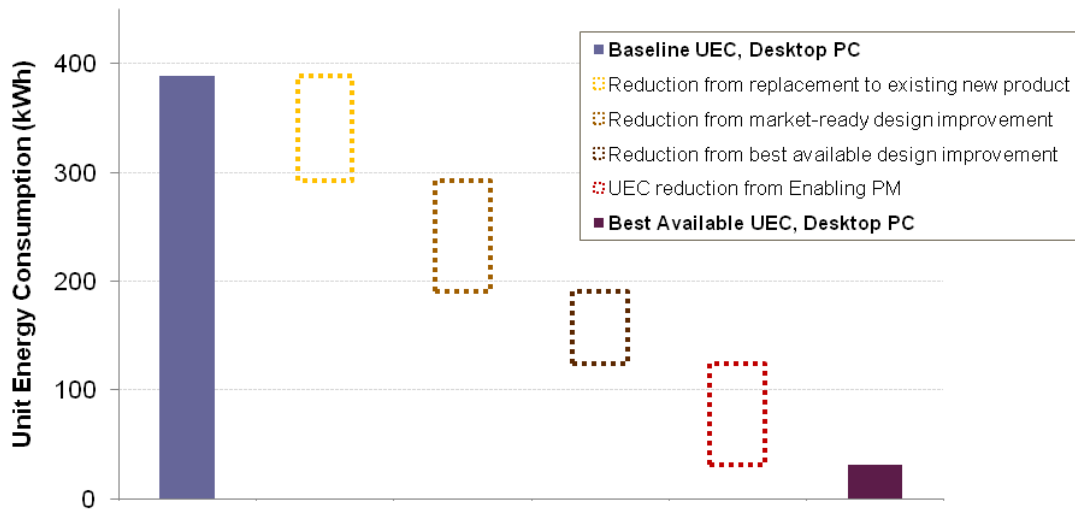 Unit Energy Consumption (kWh)
400
300
200
100
0
Baseline UEC, Desktop PC
Reduction from replacement to existing new product
Reduction from market-ready design improvement
Reduction from best available design improvement
UEC reduction from Enabling PM
Best Available UEC, Desktop PC